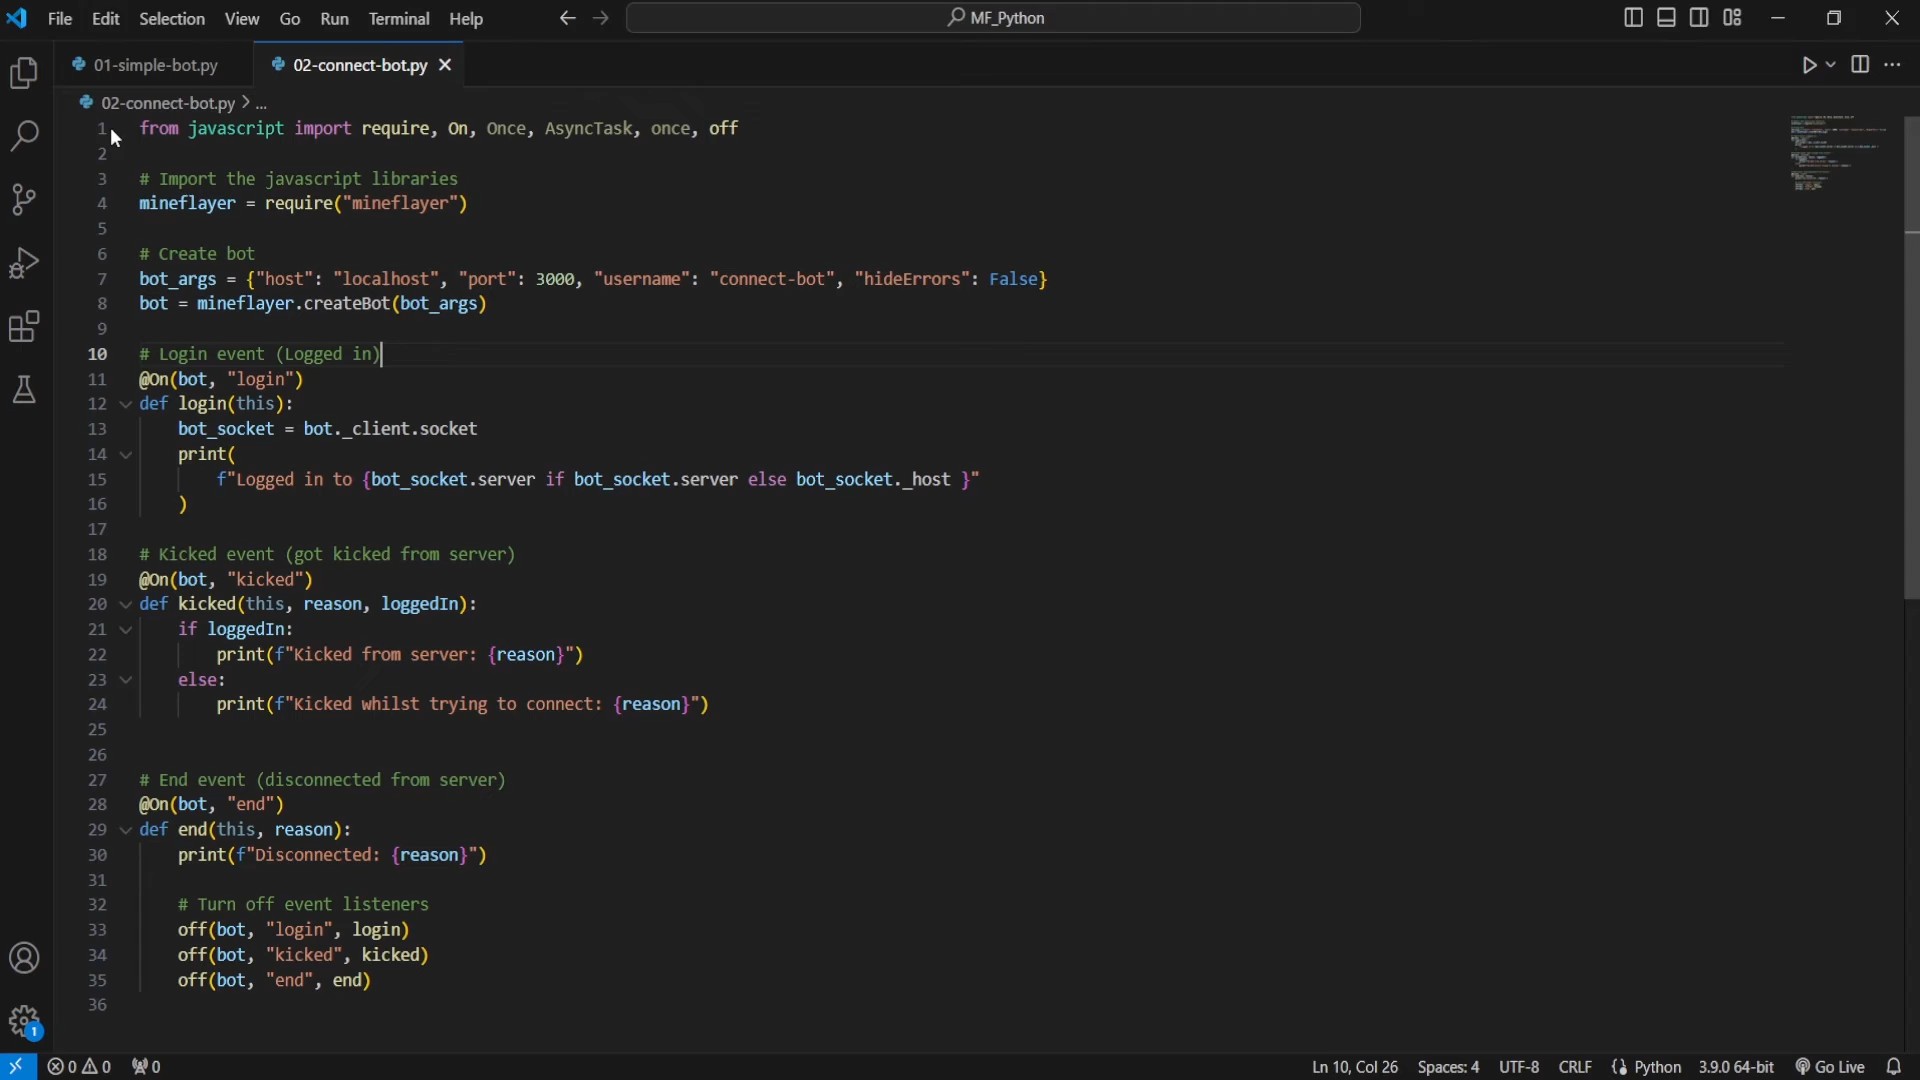 File Edit Selection View Go Run Terminal Help MF_Python
01-simple-bot.py 02-connect-bot.py
02-connect-bot.py > ...
1 from javascript import require, On, Once, AsyncTask, once, off
2
3 # Import the javascript libraries
4 mineflayer = require("mineflayer")
5
6 # Create bot
7 bot_args = {"host": "localhost", "port": 3000, "username": "connect-bot", "hideErrors": False}
8 bot = mineflayer.createBot(bot_args)
9
10 # Login event (Logged in)
11 @On(bot, "login")
12 def login(this):
13 bot_socket = bot._client.socket
14 print(
15 f"Logged in to {bot_socket.server if bot_socket.server else bot_socket._host }"
16 )
17
18 # Kicked event (got kicked from server)
19 @On(bot, "kicked")
20 def kicked(this, reason, loggedIn):
21 if loggedIn:
22 print(f"Kicked from server: {reason}")
23 else:
24 print(f"Kicked whilst trying to connect: {reason}")
25
26
27 # End event (disconnected from server)
28 @On(bot, "end")
29 def end(this, reason):
30 print(f"Disconnected: {reason}")
31
32 # Turn off event listeners
33 off(bot, "login", login)
34 off(bot, "kicked", kicked)
35 off(bot, "end", end)
36
1
0 0 0 Ln 10, Col 26 Spaces: 4 UTF-8 CRLF Python 3.9.0 64-bit Go Live